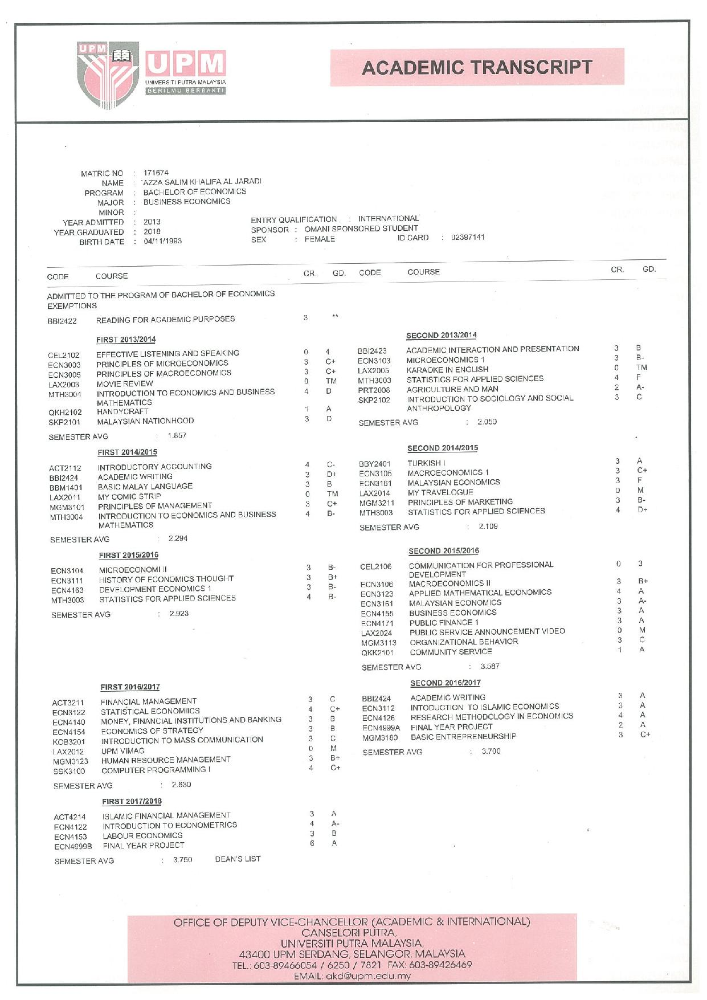 UPM
UPM
UNIVERSITI PUTRA MALAYSIA
BERILMU BERBAKTI
ACADEMIC TRANSCRIPT
MATRIC NO : 171674
NAME : AZZA SALIM KHALIFA AL JARADI
PROGRAM : BACHELOR OF ECONOMICS
MAJOR : BUSINESS ECONOMICS
MINOR :
YEAR ADMITTED : 2013 ENTRY QUALIFICATION : INTERNATIONAL
YEAR GRADUATED : 2018 SPONSOR : OMANI SPONSORED STUDENT
BIRTH DATE : 04/11/1993 SEX : FEMALE ID CARD : 02397141
CODE COURSE CR. GD. CODE COURSE CR. GD.
ADMITTED TO THE PROGRAM OF BACHELOR OF ECONOMICS
EXEMPTIONS
BBI2422 READING FOR ACADEMIC PURPOSES 3 **
FIRST 2013/2014
CEL2102 EFFECTIVE LISTENING AND SPEAKING 0 4
ECN3003 PRINCIPLES OF MICROECONOMICS 3 C+
ECN3005 PRINCIPLES OF MACROECONOMICS 3 C+
LAX2003 MOVIE REVIEW 0 TM
MTH3004 INTRODUCTION TO ECONOMICS AND BUSINESS 4 D
MATHEMATICS
QKH2102 HANDYCRAFT 1 A
SKP2101 MALAYSIAN NATIONHOOD 3 D
SEMESTER AVG : 1.857
SECOND 2013/2014
BBI2423 ACADEMIC INTERACTION AND PRESENTATION 3 B
ECN3103 MICROECONOMICS 1 3 B-
LAX2005 KARAOKE IN ENGLISH 0 TM
MTH3003 STATISTICS FOR APPLIED SCIENCES 4 F
PRT2008 AGRICULTURE AND MAN 2 A-
SKP2102 INTRODUCTION TO SOCIOLOGY AND SOCIAL 3 C
ANTHROPOLOGY
SEMESTER AVG : 2.050
FIRST 2014/2015
ACT2112 INTRODUCTORY ACCOUNTING 4 C-
BBI2424 ACADEMIC WRITING 3 D+
BBM1401 BASIC MALAY LANGUAGE 3 B
LAX2011 MY COMIC STRIP 0 TM
MGM3101 PRINCIPLES OF MANAGEMENT 3 C+
MTH3004 INTRODUCTION TO ECONOMICS AND BUSINESS 4 B-
MATHEMATICS
SEMESTER AVG : 2.294
SECOND 2014/2015
BBY2401 TURKISH I 3 A
ECN3105 MACROECONOMICS 1 3 C+
ECN3161 MALAYSIAN ECONOMICS 3 F
LAX2014 MY TRAVELOGUE 0 M
MGM3211 PRINCIPLES OF MARKETING 3 B-
MTH3003 STATISTICS FOR APPLIED SCIENCES 4 D+
SEMESTER AVG : 2.109
FIRST 2015/2016
ECN3104 MICROECONOMI II 3 B-
ECN3111 HISTORY OF ECONOMICS THOUGHT 3 B+
ECN4163 DEVELOPMENT ECONOMICS 1 3 B-
MTH3003 STATISTICS FOR APPLIED SCIENCES 4 B-
SEMESTER AVG : 2.923
SECOND 2015/2016
CEL2106 COMMUNICATION FOR PROFESSIONAL 0 3
DEVELOPMENT
ECN3106 MACROECONOMICS II 3 B+
ECN3123 APPLIED MATHEMATICAL ECONOMICS 4 A
ECN3161 MALAYSIAN ECONOMICS 3 A-
ECN4155 BUSINESS ECONOMICS 3 A
ECN4171 PUBLIC FINANCE 1 3 A
LAX2024 PUBLIC SERVICE ANNOUNCEMENT VIDEO 0 M
MGM3113 ORGANIZATIONAL BEHAVIOR 3 C
QKK2101 COMMUNITY SERVICE 1 A
SEMESTER AVG : 3.587
FIRST 2016/2017
ACT3211 FINANCIAL MANAGEMENT 3 C
ECN3122 STATISTICAL ECONOMIICS 4 C+
ECN4140 MONEY, FINANCIAL INSTITUTIONS AND BANKING 3 B
ECN4154 ECONOMICS OF STRATEGY 3 B
KOB3201 INTRODUCTION TO MASS COMMUNICATION 3 C
LAX2012 UPM VIMAG 0 M
MGM3123 HUMAN RESOURCE MANAGEMENT 3 B+
SSK3100 COMPUTER PROGRAMMING I 4 C+
SEMESTER AVG : 2.630
SECOND 2016/2017
BBI2424 ACADEMIC WRITING 3 A
ECN3112 INTODUCTION TO ISLAMIC ECONOMICS 3 A
ECN4126 RESEARCH METHODOLOGY IN ECONOMICS 4 A
ECN4999A FINAL YEAR PROJECT 2 A
MGM3180 BASIC ENTREPRENEURSHIP 3 C+
SEMESTER AVG : 3.700
FIRST 2017/2018
ACT4214 ISLAMIC FINANCIAL MANAGEMENT 3 A
ECN4122 INTRODUCTION TO ECONOMETRICS 4 A-
ECN4153 LABOUR ECONOMICS 3 B
ECN4999B FINAL YEAR PROJECT 6 A
SEMESTER AVG : 3.750 DEAN'S LIST
OFFICE OF DEPUTY VICE-CHANCELLOR (ACADEMIC & INTERNATIONAL)
CANSELORI PUTRA,
UNIVERSITI PUTRA MALAYSIA,
43400 UPM SERDANG, SELANGOR, MALAYSIA
TEL.: 603-89466054 / 6250 / 7821 FAX: 603-89426469
EMAIL: akd@upm.edu.my